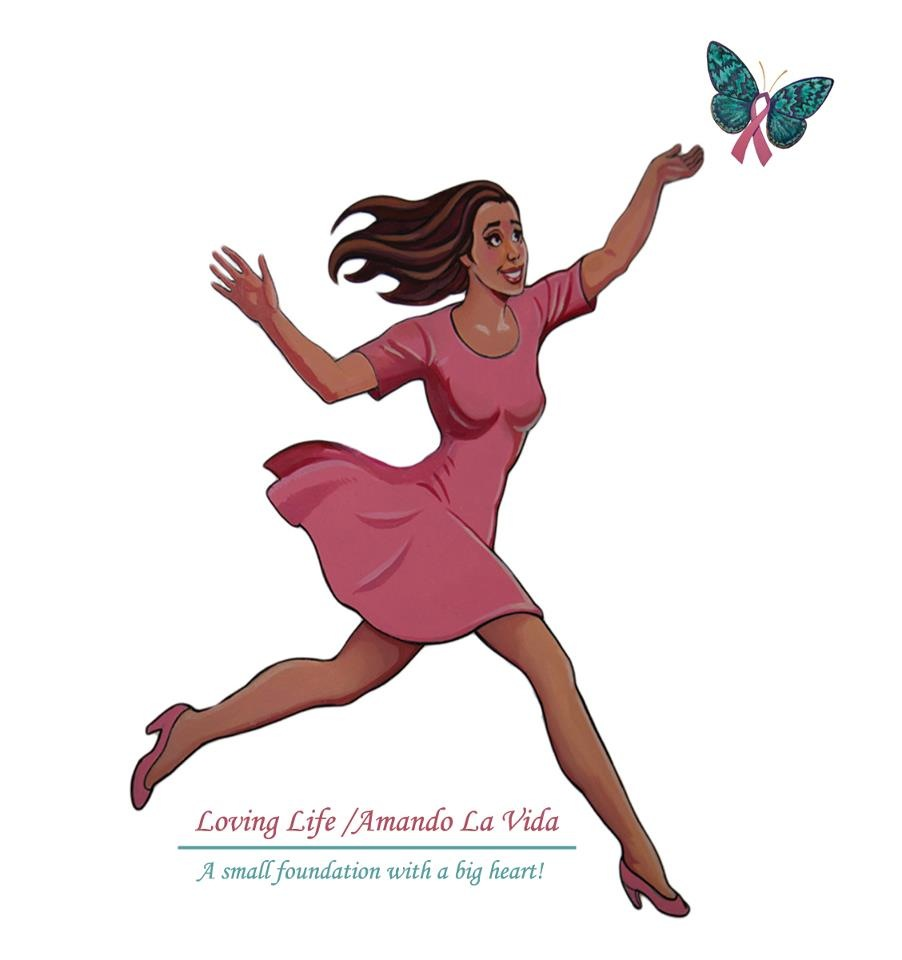 Loving Life /Amando La Vida
A small foundation with a big heart!